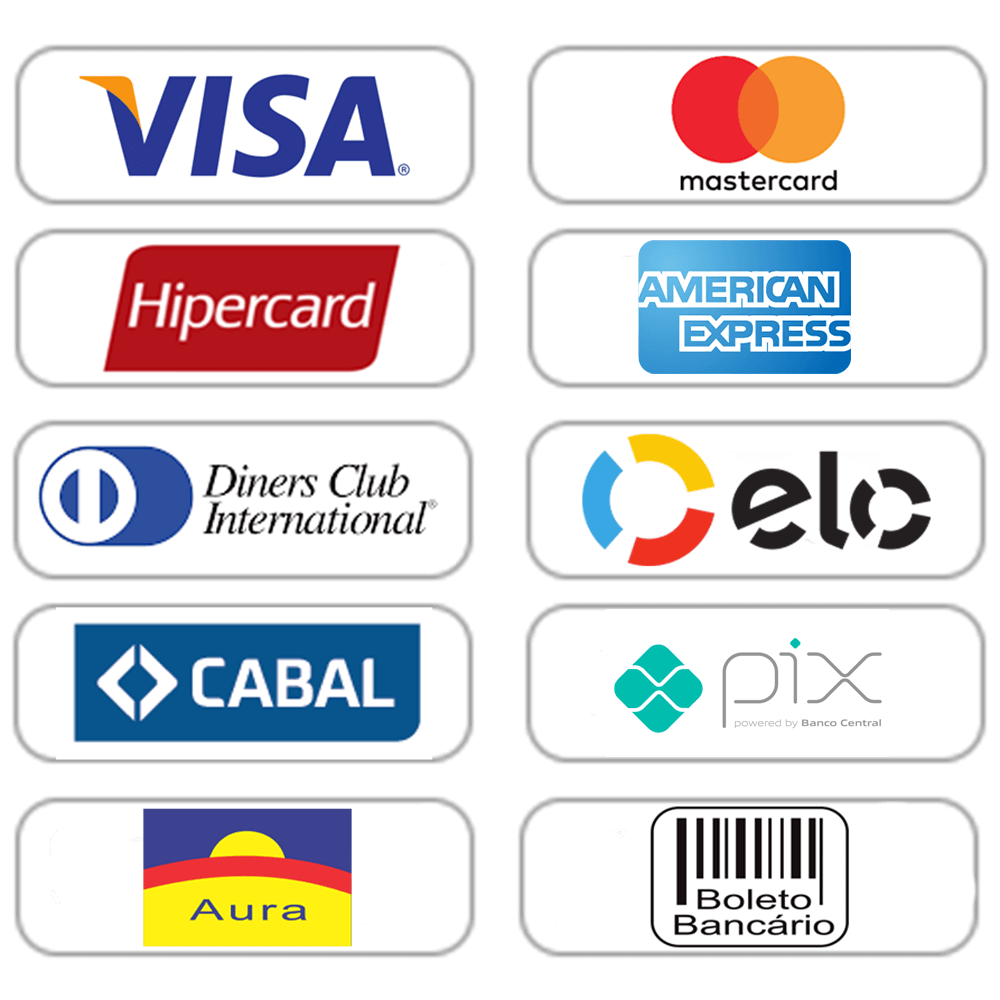 VISA®
mastercard
Hipercard
AMERICAN
EXPRESS
Diners Club
International®
elo
CABAL
pix
powered by Banco Central
Aura
Boleto
Bancário